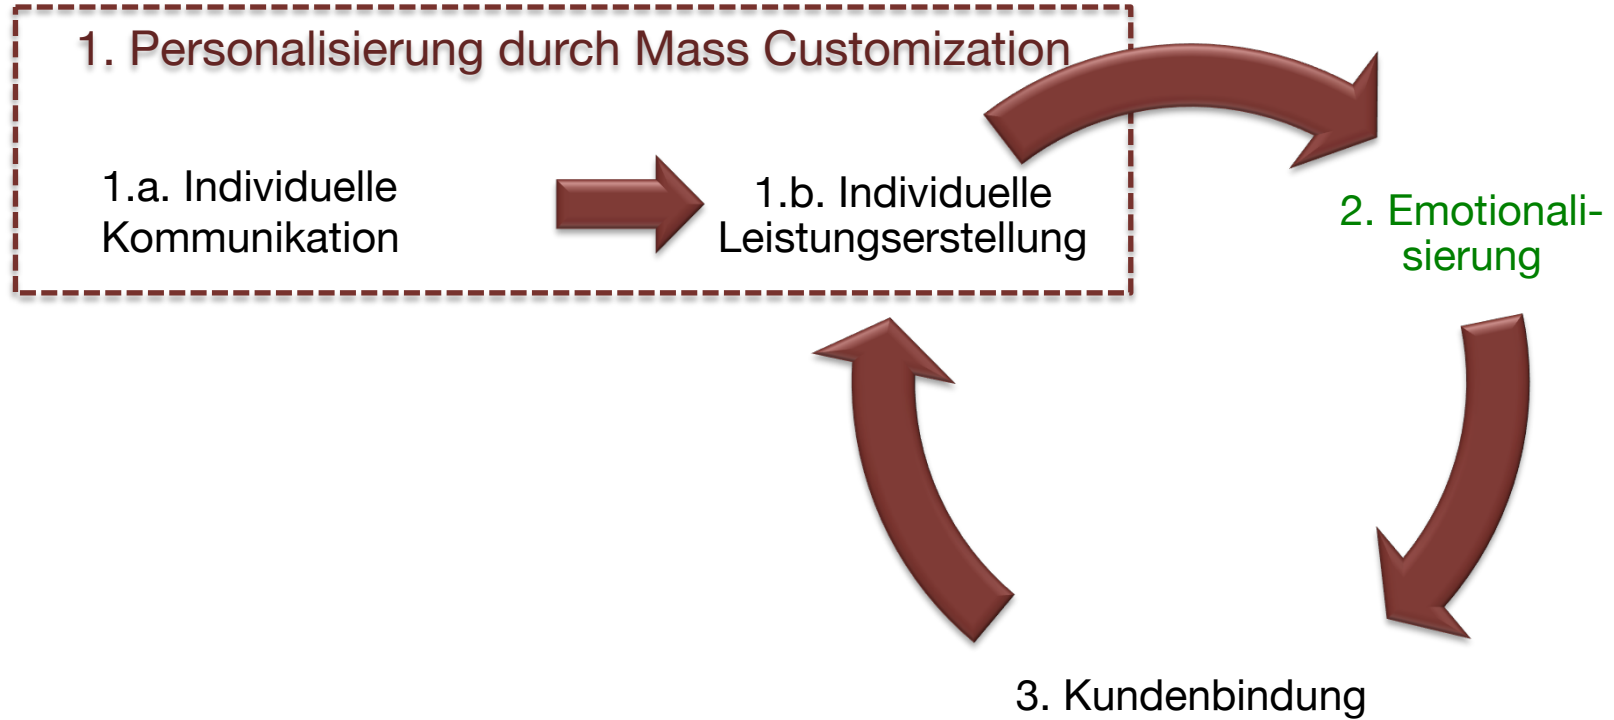 1. Personalisierung durch Mass Customization
1.a. Individuelle
Kommunikation
1.b. Individuelle
Leistungserstellung
2. Emotionali-
sierung
3. Kundenbindung